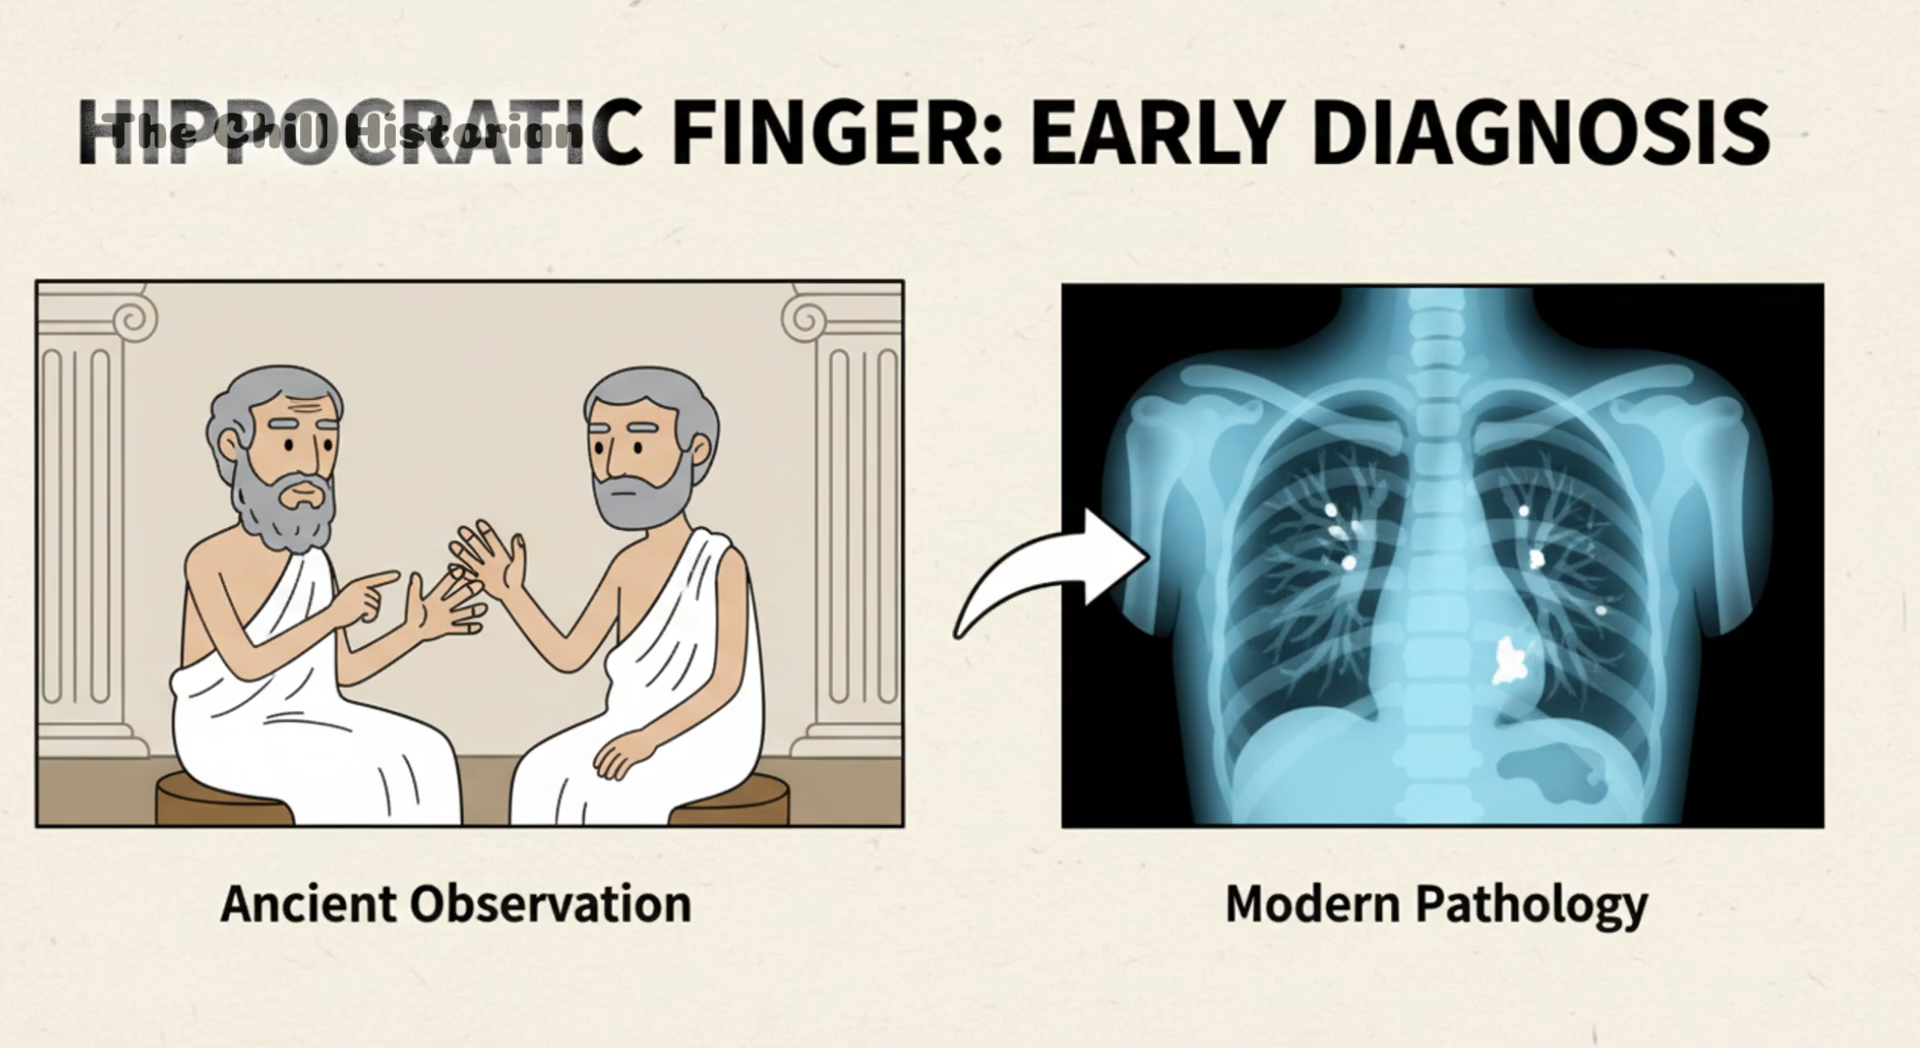 HIPPOCRATIC FINGER: EARLY DIAGNOSIS
The Chill Historian
Ancient Observation
Modern Pathology